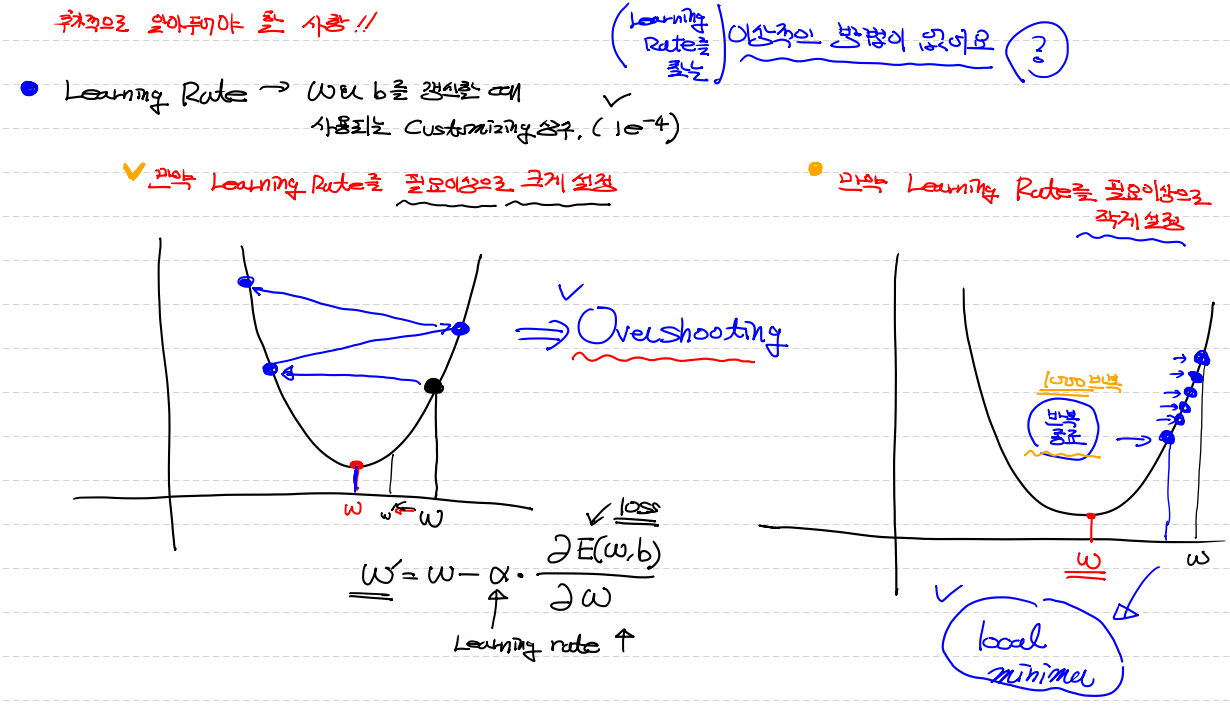 추가적으로 알아두어야 할 사항!!
(Learning Rate를 찾는) 이상적인 방법이 없어요 ?
Learning Rate → W와 b를 갱신할 때
사용되는 Customizing 상수. (1e-4)
만약 Learning Rate를 필요이상으로 크게 설정
만약 Learning Rate를 필요이상으로
작게 설정
⇒ Overshooting
1000번 반복
반복
종료
w w' ← w
w w
loss
w' = w - α · ∂E(w,b) / ∂w
Learning rate ↑
local
minima